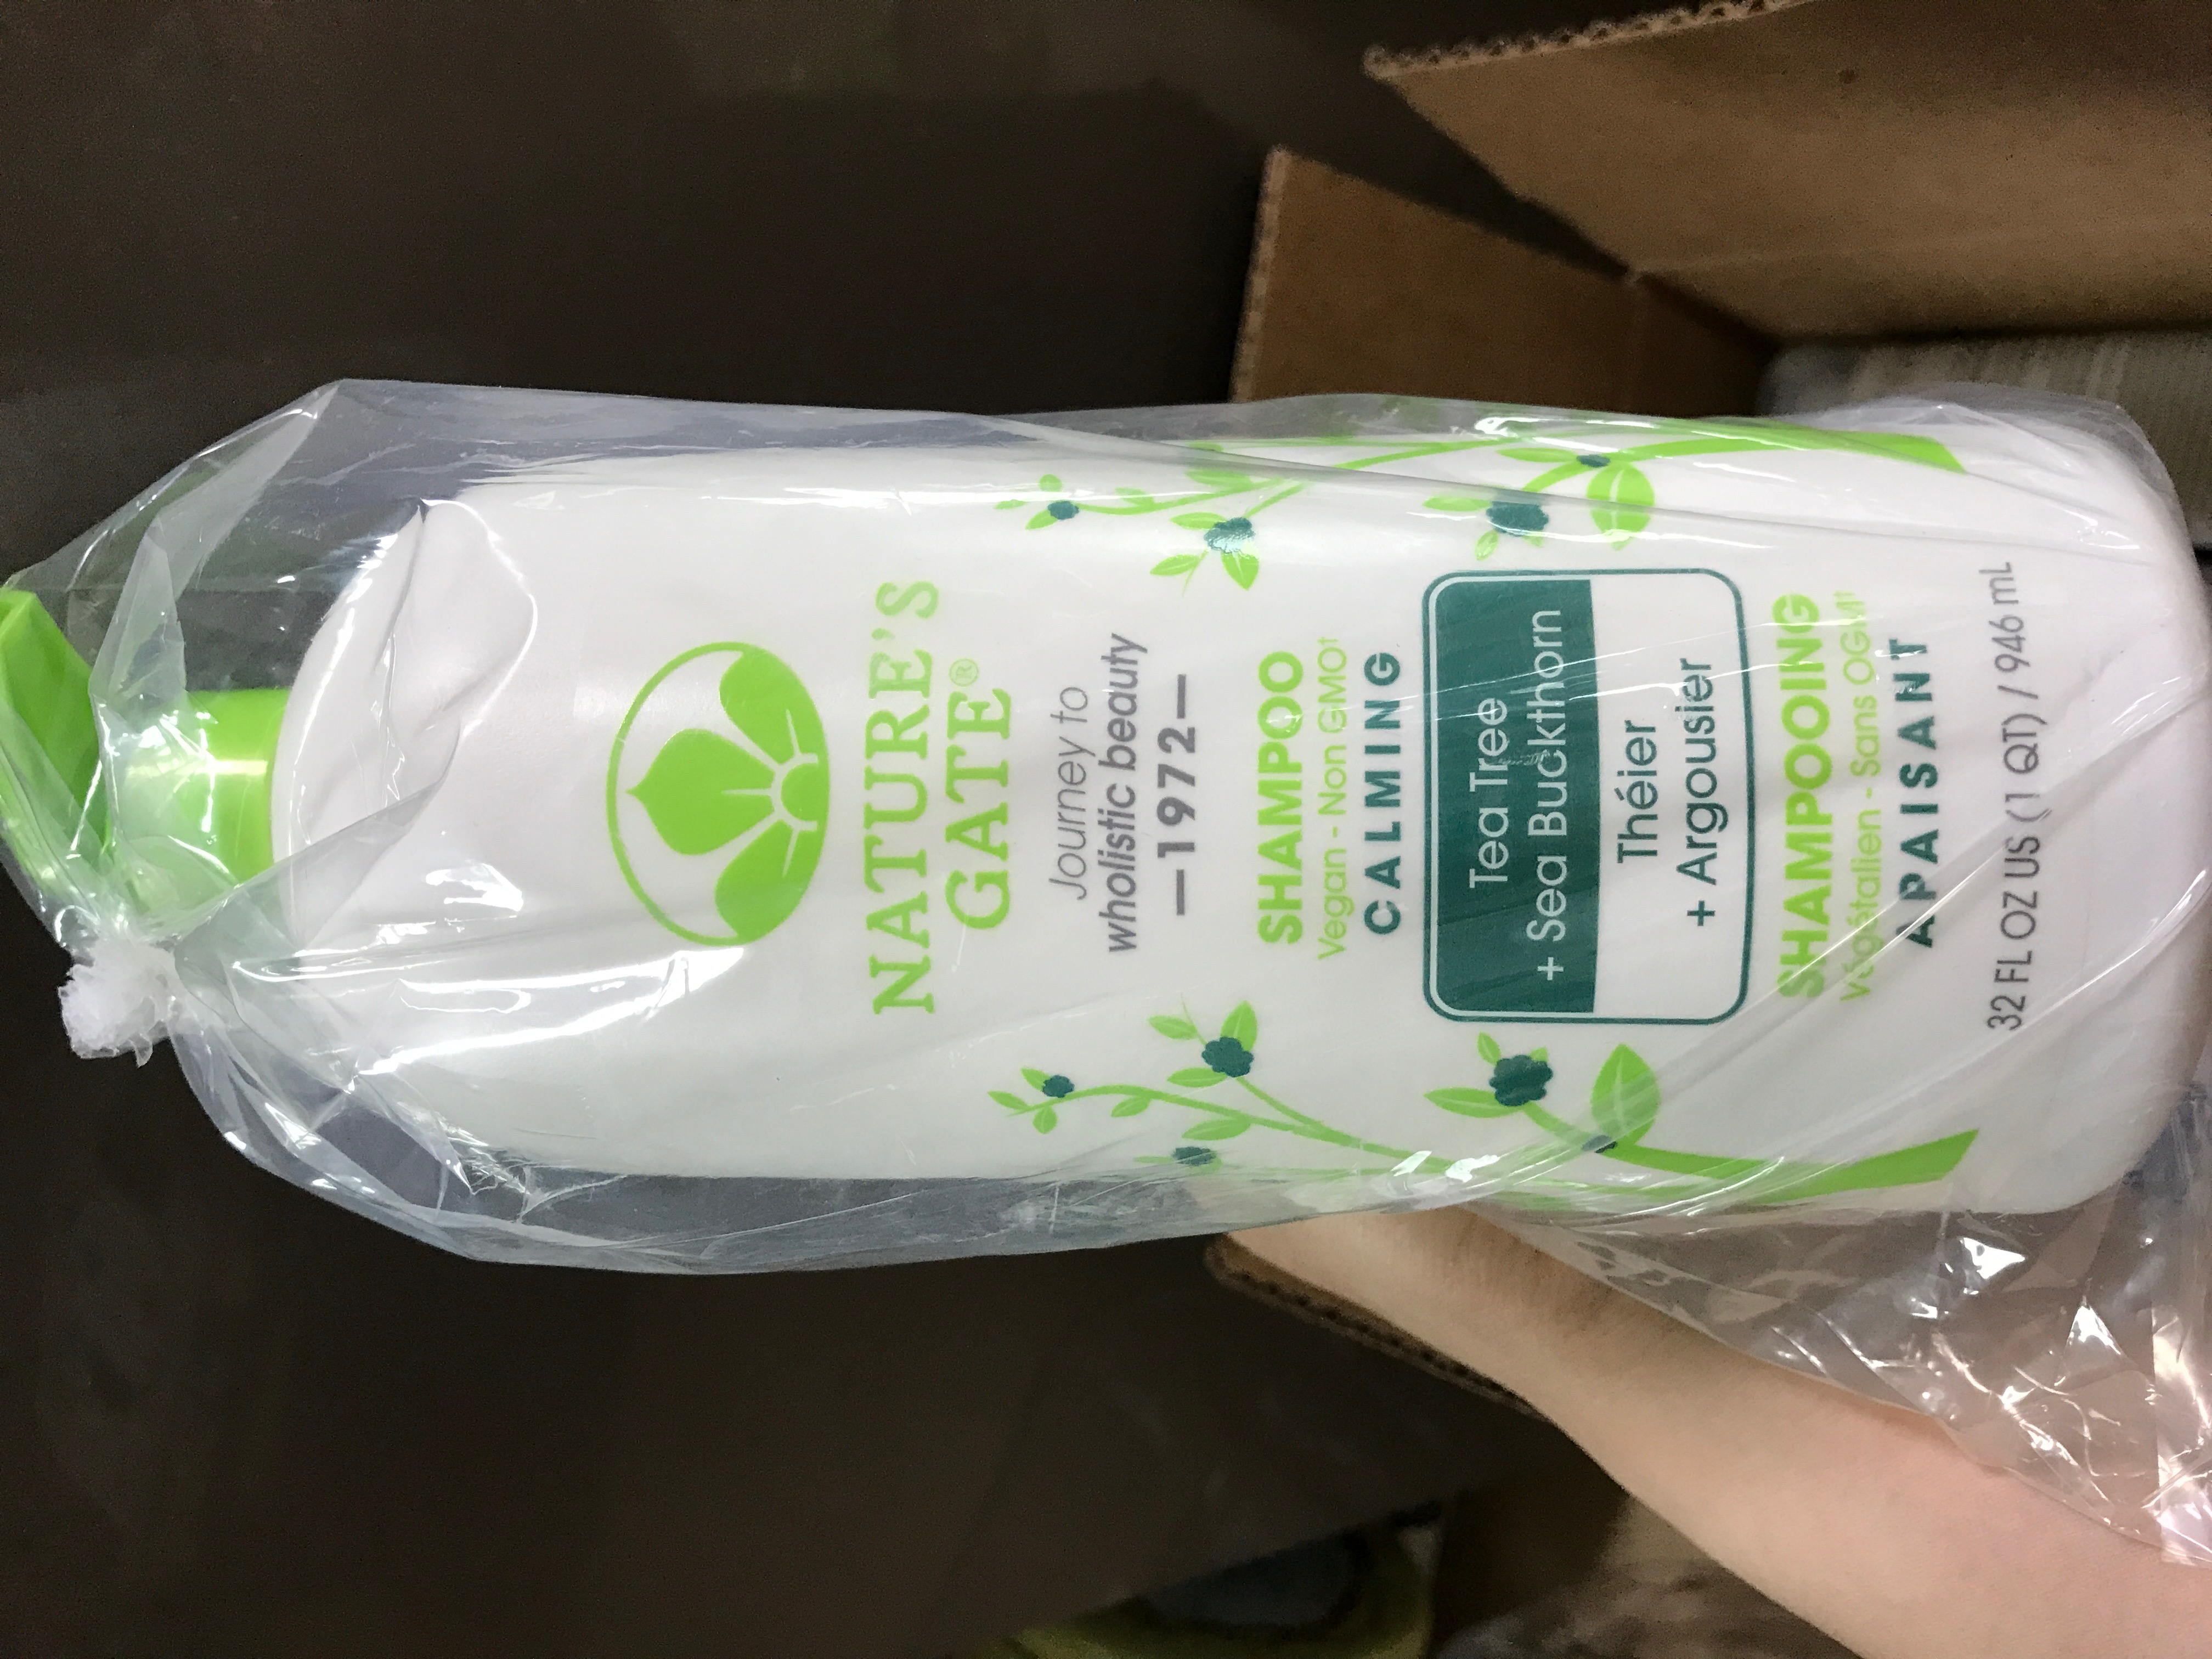 NATURE'S
GATE®
Journey to
wholistic beauty
—1972—
SHAMPOO
Vegan - Non GMO†
CALMING
Tea Tree
+ Sea Buckthorn
Théier
+ Argousier
SHAMPOOING
Végétalien - Sans OGM†
APAISANT
32 FL OZ US (1 QT) / 946 mL